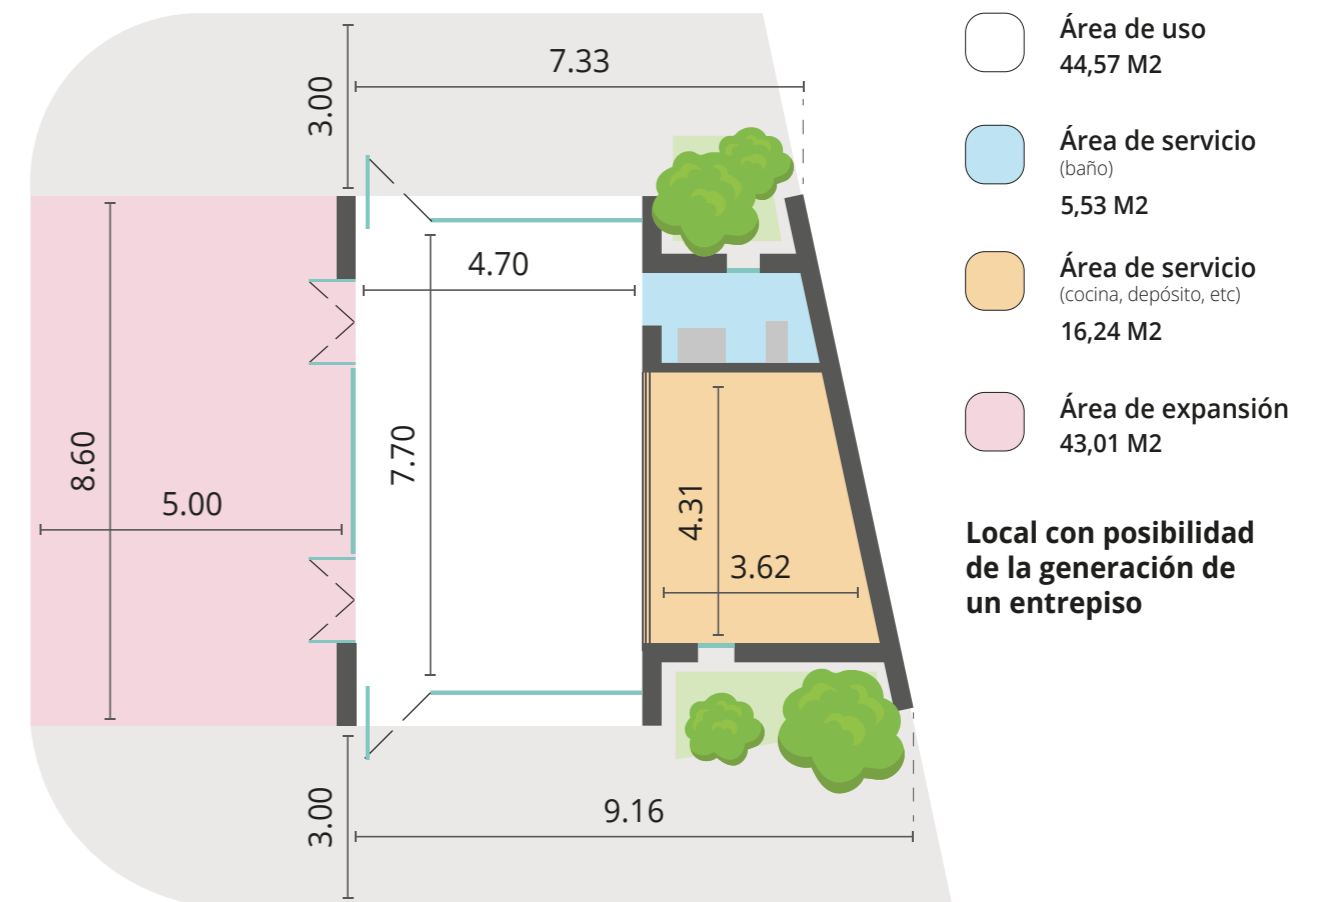 3.00
7.33
4.70
7.70
8.60
5.00
4.31
3.62
3.00
9.16
Área de uso
44,57 M2
Área de servicio
(baño)
5,53 M2
Área de servicio
(cocina, depósito, etc)
16,24 M2
Área de expansión
43,01 M2
Local con posibilidad
de la generación de
un entrepiso